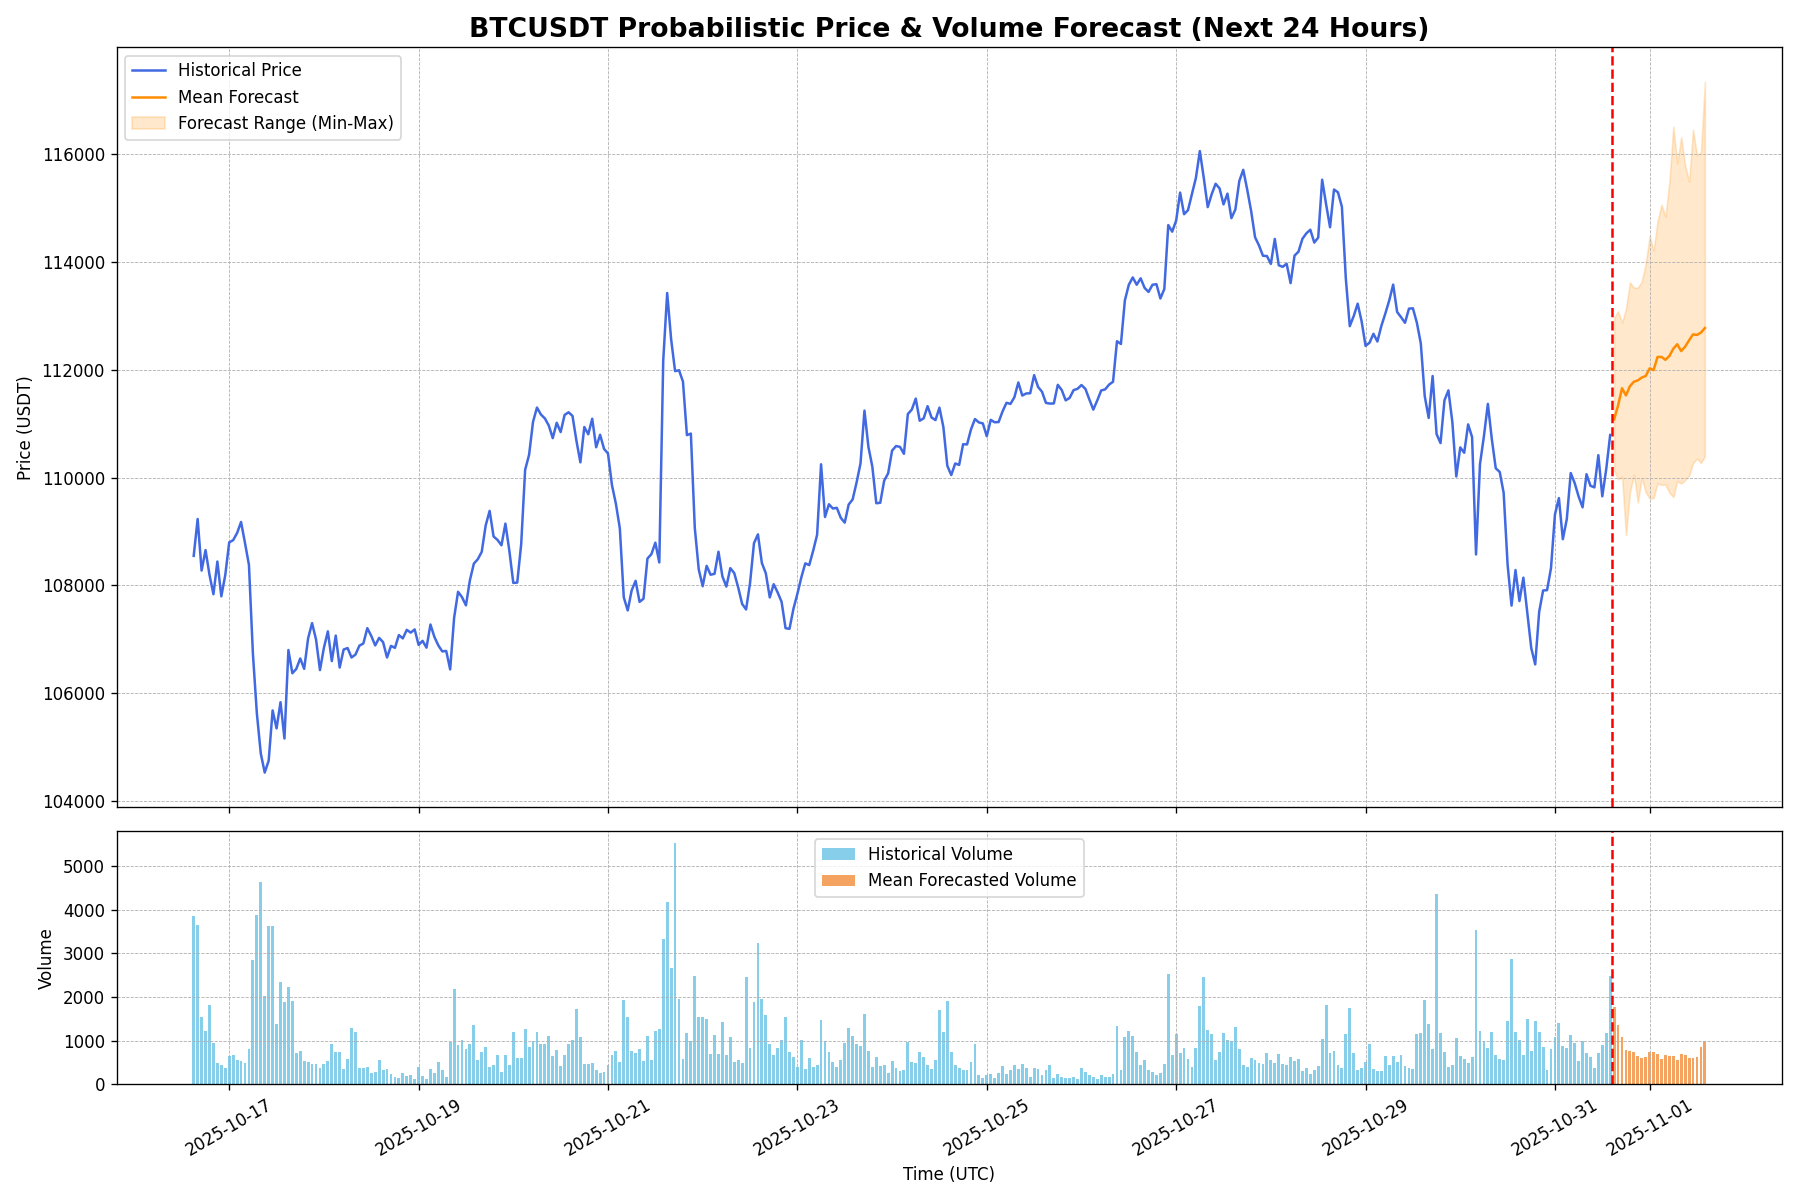 BTCUSDT Probabilistic Price & Volume Forecast (Next 24 Hours)
Historical Price
Mean Forecast
Forecast Range (Min-Max)
116000
114000
112000
110000
108000
106000
104000
Price (USDT)
Historical Volume
Mean Forecasted Volume
5000
4000
3000
2000
1000
0
Volume
2025-10-17
2025-10-19
2025-10-21
2025-10-23
2025-10-25
2025-10-27
2025-10-29
2025-10-31
2025-11-01
Time (UTC)